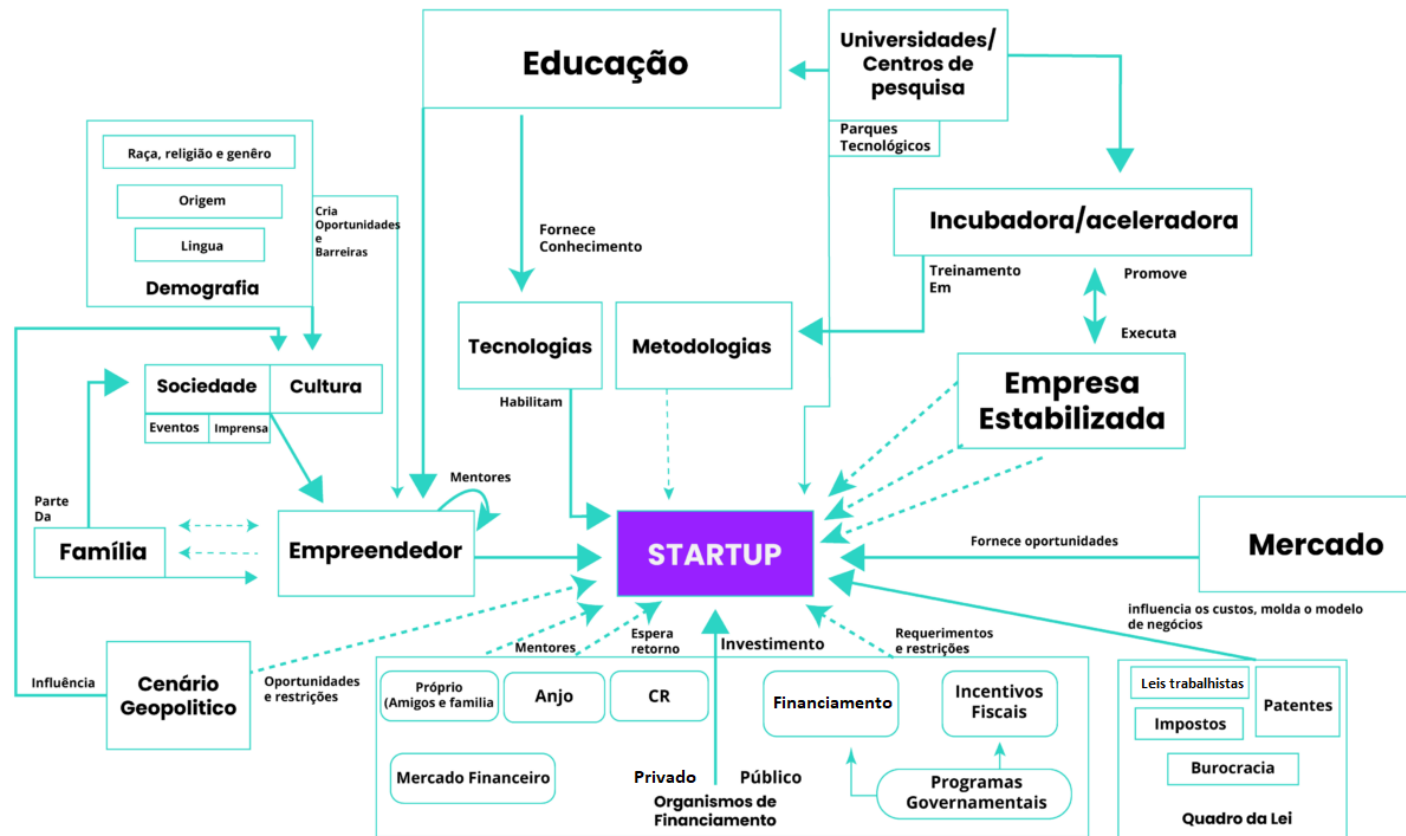 Educação
Universidades/
Centros de
pesquisa
Parques
Tecnológicos
Raça, religião e genêro
Origem
Lingua
Demografia
Cria
Oportunidades
e
Barreiras
Fornece
Conhecimento
Incubadora/aceleradora
Treinamento
Em
Promove
Executa
Tecnologias
Metodologias
Habilitam
Empresa
Estabilizada
Sociedade
Cultura
Eventos
Imprensa
Mentores
Parte
Da
Família
Empreendedor
STARTUP
Fornece oportunidades
Mercado
influencia os custos, molda o modelo
de negócios
Influência
Cenário
Geopolitico
Oportunidades
e restrições
Mentores
Espera
retorno
Investimento
Requerimentos
e restrições
Próprio
(Amigos e familia
Anjo
CR
Financiamento
Incentivos
Fiscais
Mercado Financeiro
Privado
Público
Organismos de
Financiamento
Programas
Governamentais
Leis trabalhistas
Patentes
Impostos
Burocracia
Quadro da Lei